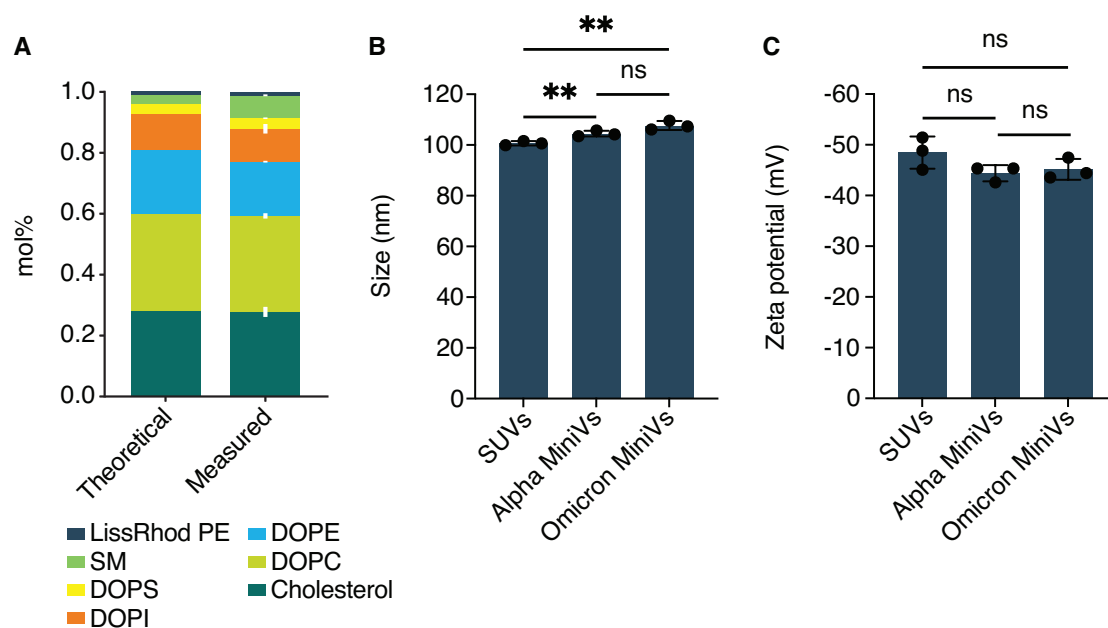 A
mol%
1.0
0.8
0.6
0.4
0.2
0.0
Theoretical
Measured
LissRhod PE
SM
DOPS
DOPI
DOPE
DOPC
Cholesterol
B
**
ns
**
Size (nm)
120
100
80
60
40
20
0
SUVs
Alpha MiniVs
Omicron MiniVs
C
ns
ns
ns
Zeta potential (mV)
-60
-50
-40
-30
-20
-10
0
SUVs
Alpha MiniVs
Omicron MiniVs